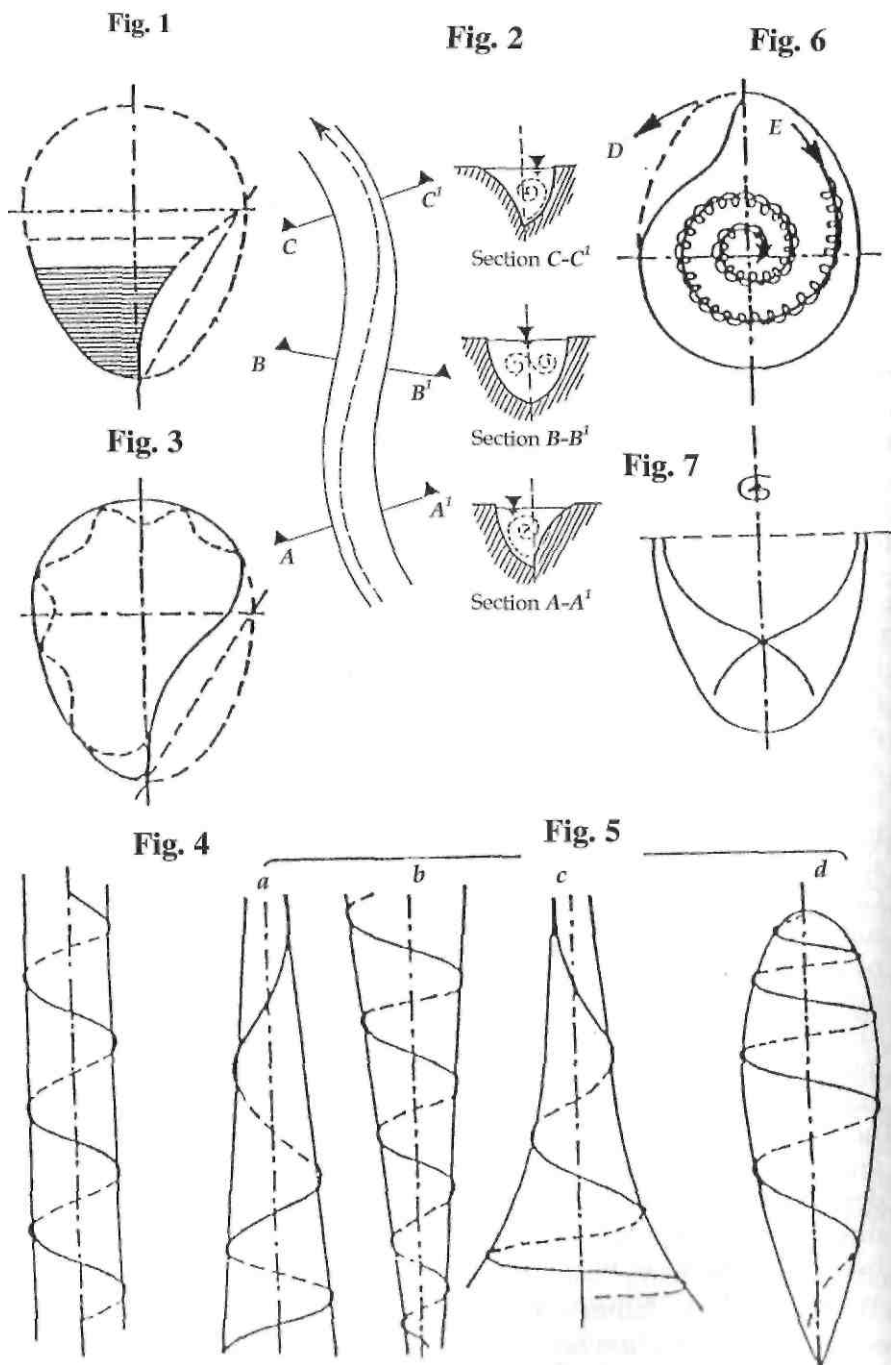 Fig. 1
Fig. 2
Fig. 6
C
C¹
Section C-C¹
B
B¹
Section B-B¹
A
A¹
Section A-A¹
D
E
Fig. 3
Fig. 7
Fig. 4
Fig. 5
a
b
c
d